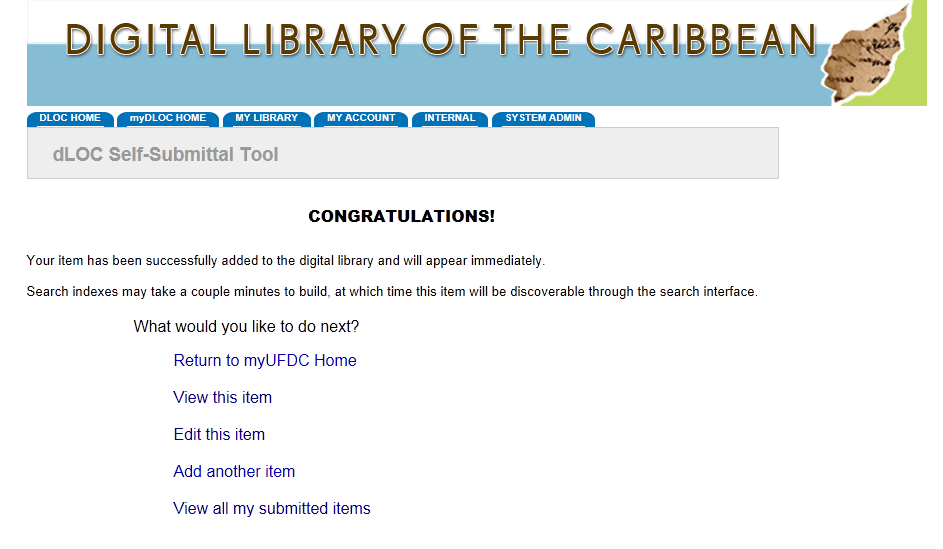 DIGITAL LIBRARY OF THE CARIBBEAN
DLOC HOME myDLOC HOME MY LIBRARY MY ACCOUNT INTERNAL SYSTEM ADMIN
dLOC Self-Submittal Tool
CONGRATULATIONS!
Your item has been successfully added to the digital library and will appear immediately.
Search indexes may take a couple minutes to build, at which time this item will be discoverable through the search interface.
What would you like to do next?
Return to myUFDC Home
View this item
Edit this item
Add another item
View all my submitted items